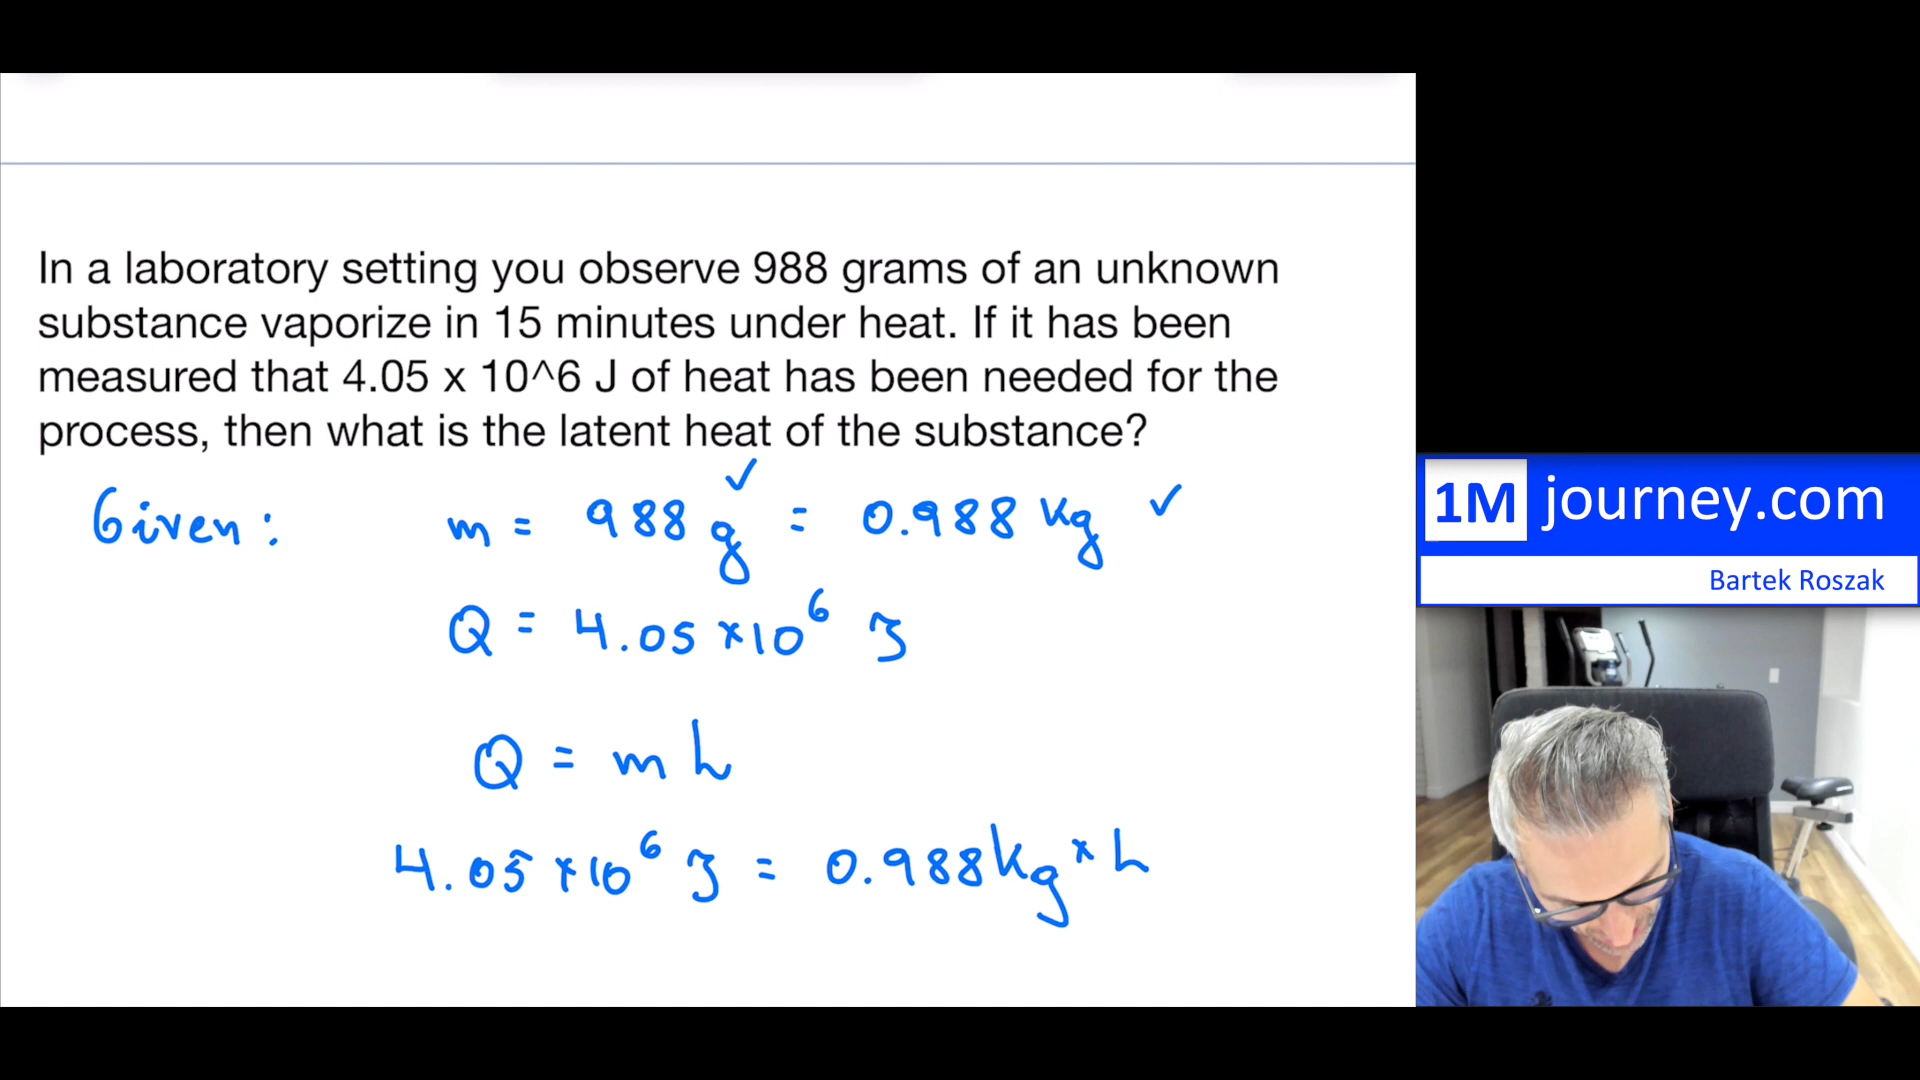 In a laboratory setting you observe 988 grams of an unknown
substance vaporize in 15 minutes under heat. If it has been
measured that 4.05 x 10^6 J of heat has been needed for the
process, then what is the latent heat of the substance?
Given: m = 988 g = 0.988 kg
Q = 4.05 × 10^6 J
Q = m L
4.05 × 10^6 J = 0.988 kg × L
1M journey.com
Bartek Roszak